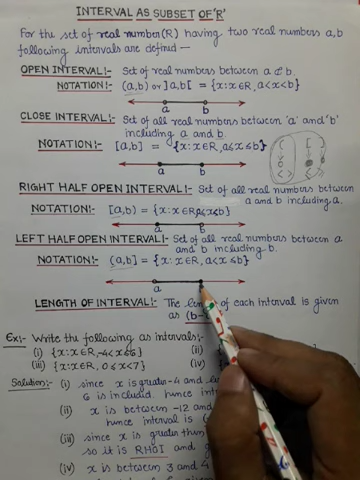 INTERVAL AS SUBSET OF 'R'
For the set of real number(R) having two real numbers a,b
following intervals are defined —
OPEN INTERVAL:- Set of real numbers between a & b.
NOTATION:- (a,b) or ]a,b[ = {x:x∈R, a<x<b}
a b
CLOSE INTERVAL:- Set of all real numbers between 'a' and 'b'
including a and b.
NOTATION:- [a,b] = {x:x∈R, a≤x≤b}
a b
( [ ]
< >
RIGHT HALF OPEN INTERVAL:- Set of all real numbers between
a and b including a.
NOTATION:- [a,b) = {x:x∈R, a≤x<b}
a b
LEFT HALF OPEN INTERVAL:- Set of all real numbers between a
and b including b.
NOTATION:- (a,b] = {x:x∈R, a<x≤b}
a
LENGTH OF INTERVAL:- The of each interval is given
as (b-
Ex:- Write the following as intervals:
(i) {x:x∈R, -4<x≤6} (ii)
(iii) {x:x∈R, 0≤x<7} (iv)
Solution:- (i) since x is greater -4 and
6 is included. hence
(ii) x is between -12 and
hence interval is
(iii) since x is greater than
so it is RHOI and
(iv) x is between 3 and 4